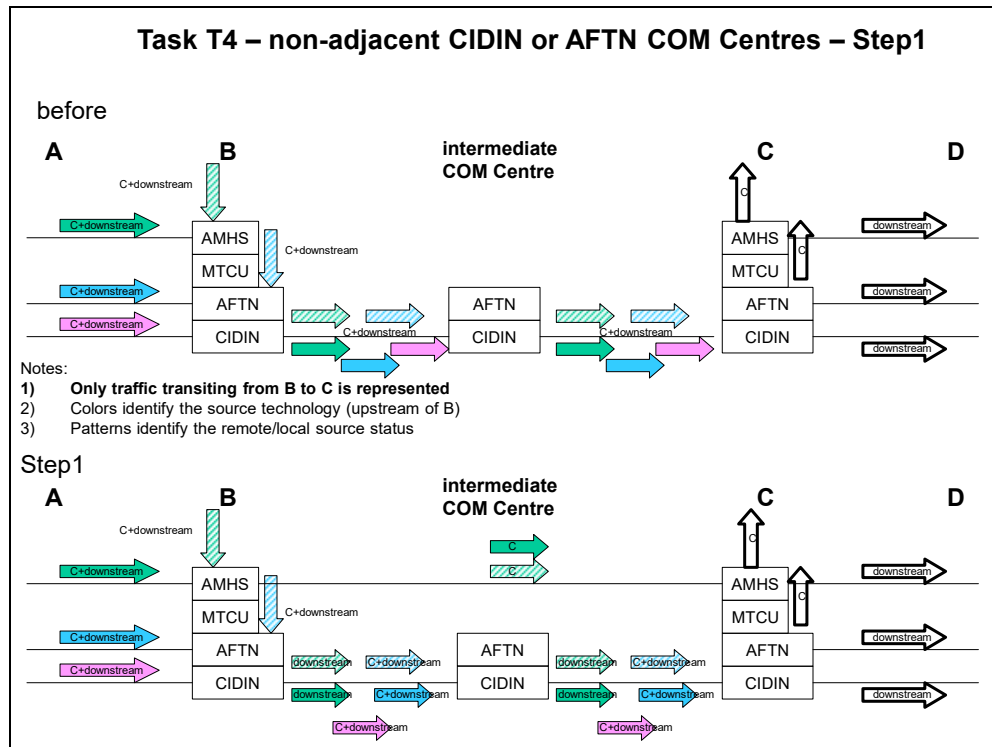 Task T4 – non-adjacent CIDIN or AFTN COM Centres – Step1
before
A
B
intermediate
COM Centre
C
D
C+downstream
C
C+downstream
C+downstream
downstream
AMHS
AMHS
C
MTCU
MTCU
C+downstream
AFTN
AFTN
AFTN
downstream
C+downstream
C+downstream
C+downstream
CIDIN
CIDIN
CIDIN
downstream
Notes:
1) Only traffic transiting from B to C is represented
2) Colors identify the source technology (upstream of B)
3) Patterns identify the remote/local source status
Step1
A
B
intermediate
COM Centre
C
D
C+downstream
C
C
C+downstream
C
downstream
AMHS
AMHS
C+downstream
C
MTCU
MTCU
C+downstream
AFTN
AFTN
AFTN
downstream
C+downstream
downstream
C+downstream
downstream
C+downstream
CIDIN
CIDIN
CIDIN
downstream
C+downstream
downstream
C+downstream
downstream
C+downstream
C+downstream